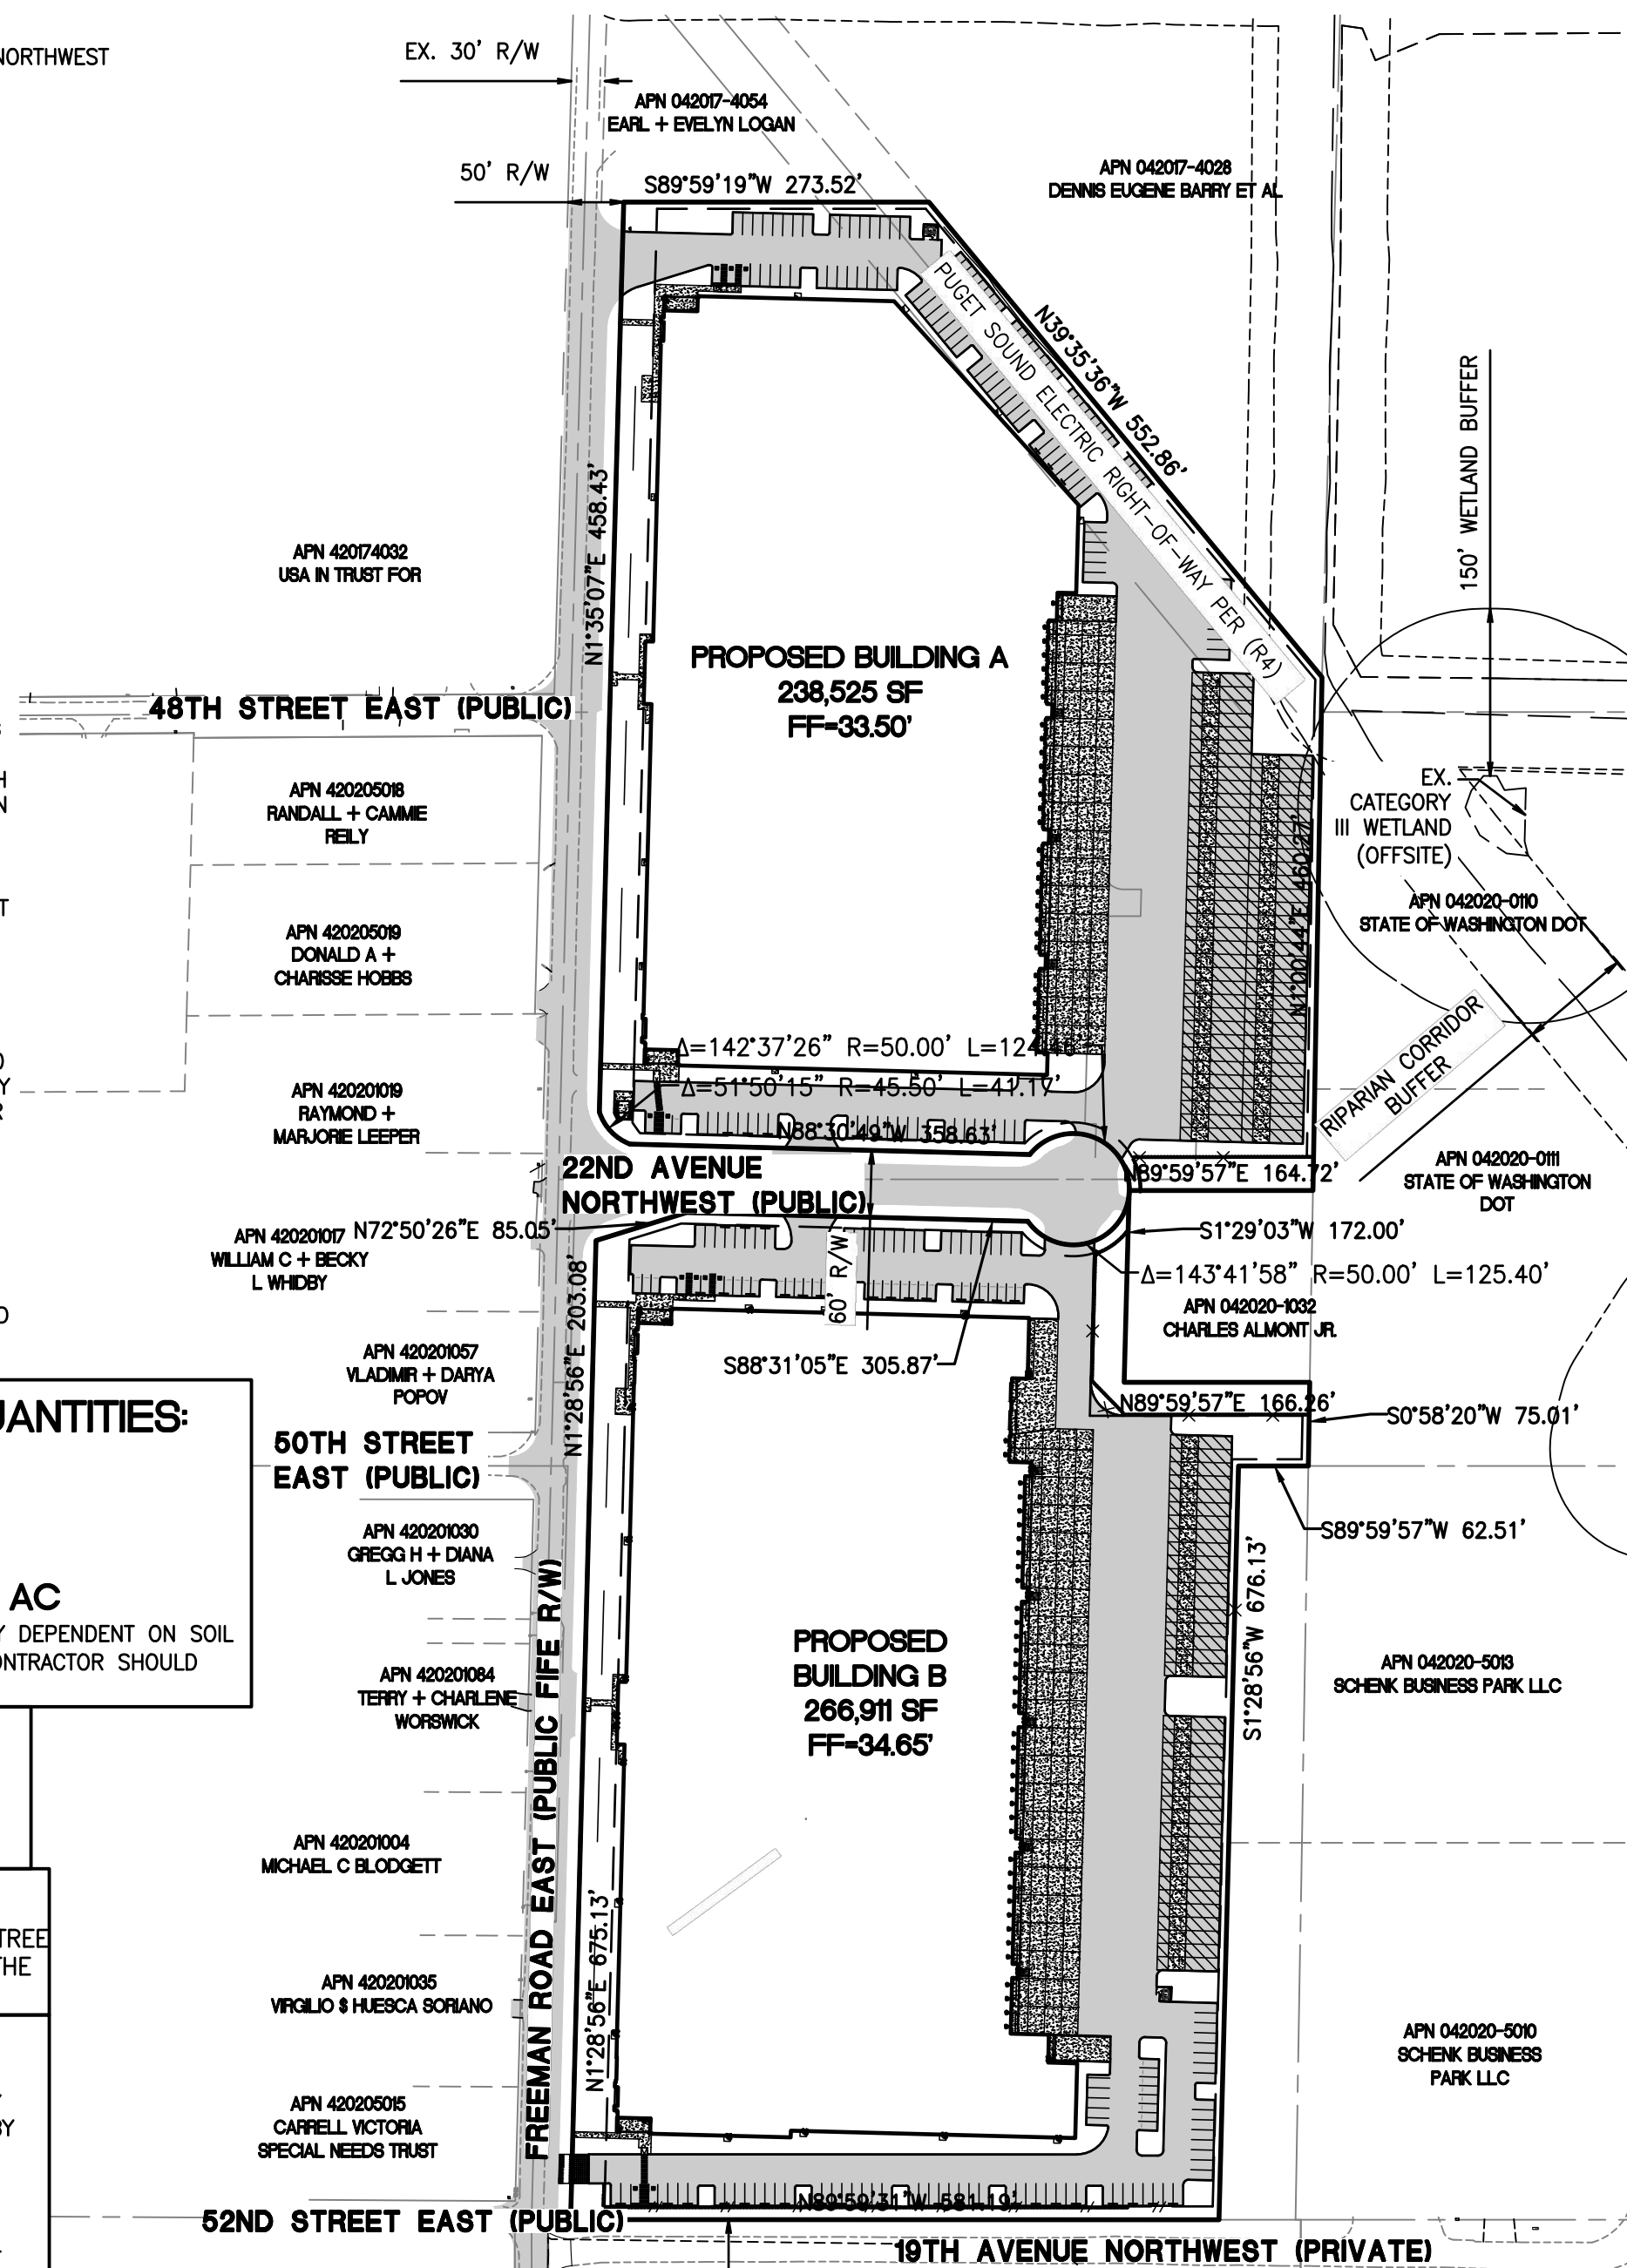 NORTHWEST
EX. 30' R/W
APN 042017-4054
EARL + EVELYN LOGAN
50' R/W
S89°59'19"W 273.52'
APN 042017-4028
DENNIS EUGENE BARRY ET AL
PUGET SOUND ELECTRIC RIGHT-OF-WAY PER (R4)
N39°35'36"W 552.86'
150' WETLAND BUFFER
N1°35'07"E 458.43'
APN 420174032
USA IN TRUST FOR
PROPOSED BUILDING A
238,525 SF
FF=33.50'
48TH STREET EAST (PUBLIC)
H
N
APN 420205018
RANDALL + CAMMIE
REILY
EX.
CATEGORY
III WETLAND
(OFFSITE)
N1°00'44"E 460.27'
T
APN 042020-0110
STATE OF WASHINGTON DOT
APN 420205019
DONALD A +
CHARISSE HOBBS
RIPARIAN CORRIDOR
BUFFER
Δ=142°37'26" R=50.00'
Δ=51°50'15" R=45.50' L=41.17'
Y
R
APN 420201019
RAYMOND +
MARJORIE LEEPER
N88°30'49"W 358.63'
22ND AVENUE
NORTHWEST (PUBLIC)
N89°59'57"E 164.72'
APN 042020-0111
STATE OF WASHINGTON
DOT
APN 420201017
WILLIAM C + BECKY
L WHIDBY
N72°50'26"E 85.05'
S1°29'03"W 172.00'
Δ=143°41'58" R=50.00' L=125.40'
60' R/W
N1°28'56"E 203.08'
APN 042020-1032
CHARLES ALMONT JR.
APN 420201057
VLADIMIR + DARYA
POPOV
S88°31'05"E 305.87'
N89°59'57"E 166.26'
S0°58'20"W 75.01'
UANTITIES:
50TH STREET
EAST (PUBLIC)
S89°59'57"W 62.51'
APN 420201030
GREGG H + DIANA
L JONES
S1°28'56"W 676.13'
AC
Y DEPENDENT ON SOIL
ONTRACTOR SHOULD
FREEMAN ROAD EAST (PUBLIC FIFE R/W)
PROPOSED
BUILDING B
266,911 SF
FF=34.65'
APN 042020-5013
SCHENK BUSINESS PARK LLC
APN 420201084
TERRY + CHARLENE
WORSWICK
APN 420201004
MICHAEL C BLODGETT
N1°28'56"E 675.13'
TREE
THE
APN 420201035
VIRGILIO $ HUESCA SORIANO
APN 042020-5010
SCHENK BUSINESS
PARK LLC
BY
APN 420205015
CARRELL VICTORIA
SPECIAL NEEDS TRUST
N89°59'31"W 581.19'
52ND STREET EAST (PUBLIC)
19TH AVENUE NORTHWEST (PRIVATE)